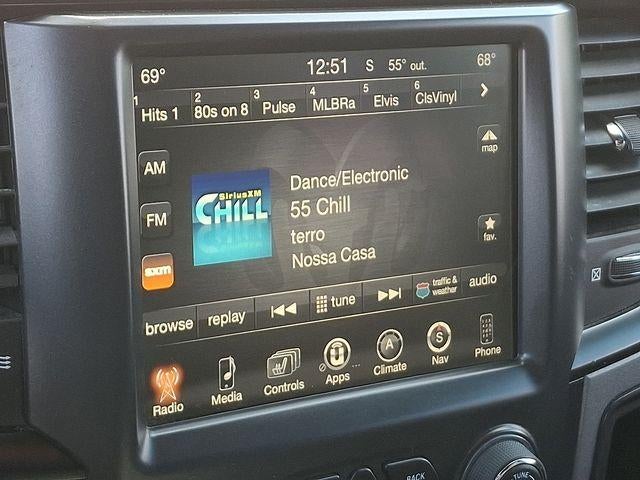 69° 12:51 S 55° out. 68°
1 Hits 1 2 80s on 8 3 Pulse 4 MLBRa 5 Elvis 6 ClsVinyl
map
AM
SiriusXM
CHILL
Dance/Electronic
55 Chill
FM
terro
Nossa Casa
fav.
sxm
browse replay tune traffic & weather audio
Radio Media Controls Apps A Climate S Nav Phone
BACK
TUNE